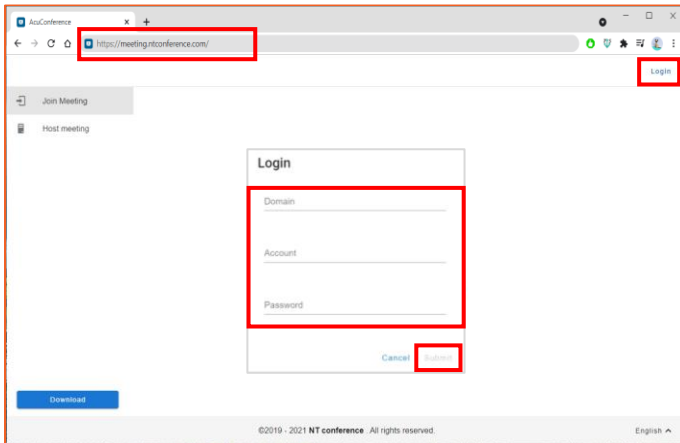 AcuConference
https://meeting.ntconference.com/
Login
Join Meeting
Host meeting
Login
Domain
Account
Password
Cancel Submit
Download
©2019 - 2021 NT conference . All rights reserved.
English